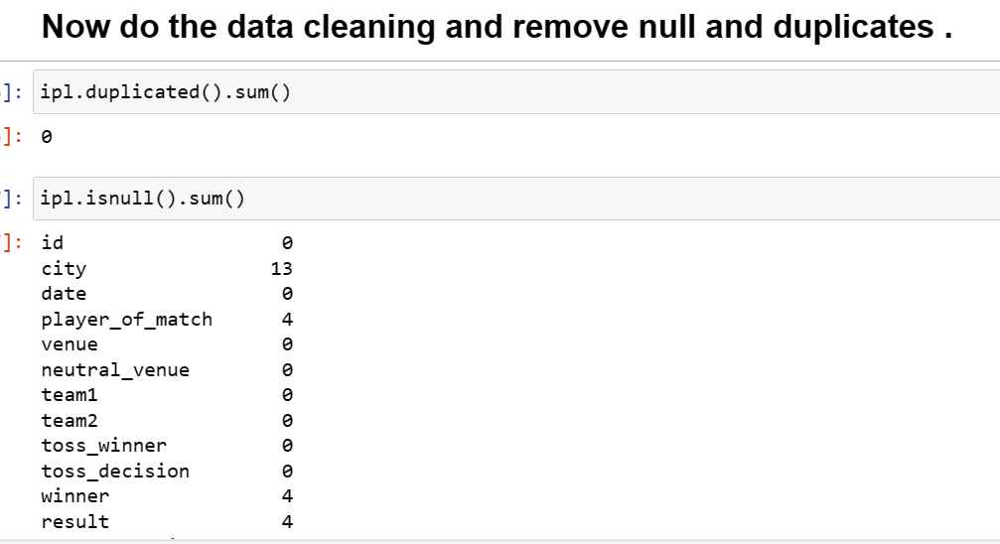 Now do the data cleaning and remove null and duplicates .
]: ipl.duplicated().sum()
]: 0
]: ipl.isnull().sum()
]: id 0
city 13
date 0
player_of_match 4
venue 0
neutral_venue 0
team1 0
team2 0
toss_winner 0
toss_decision 0
winner 4
result 4